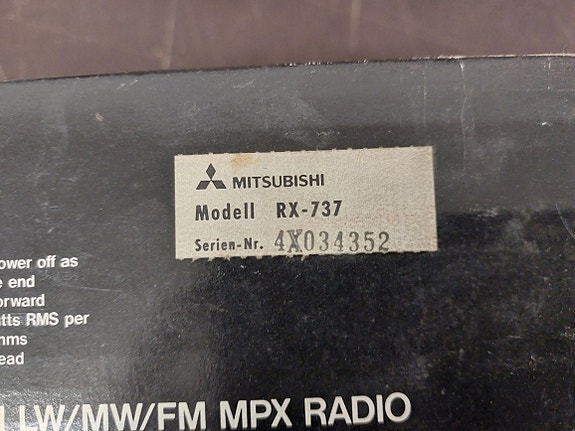 MITSUBISHI
Modell RX-737
Serien-Nr. 4X034352
ower off as
e end
orward
tts RMS per
hms
ead
LW/MW/FM MPX RADIO